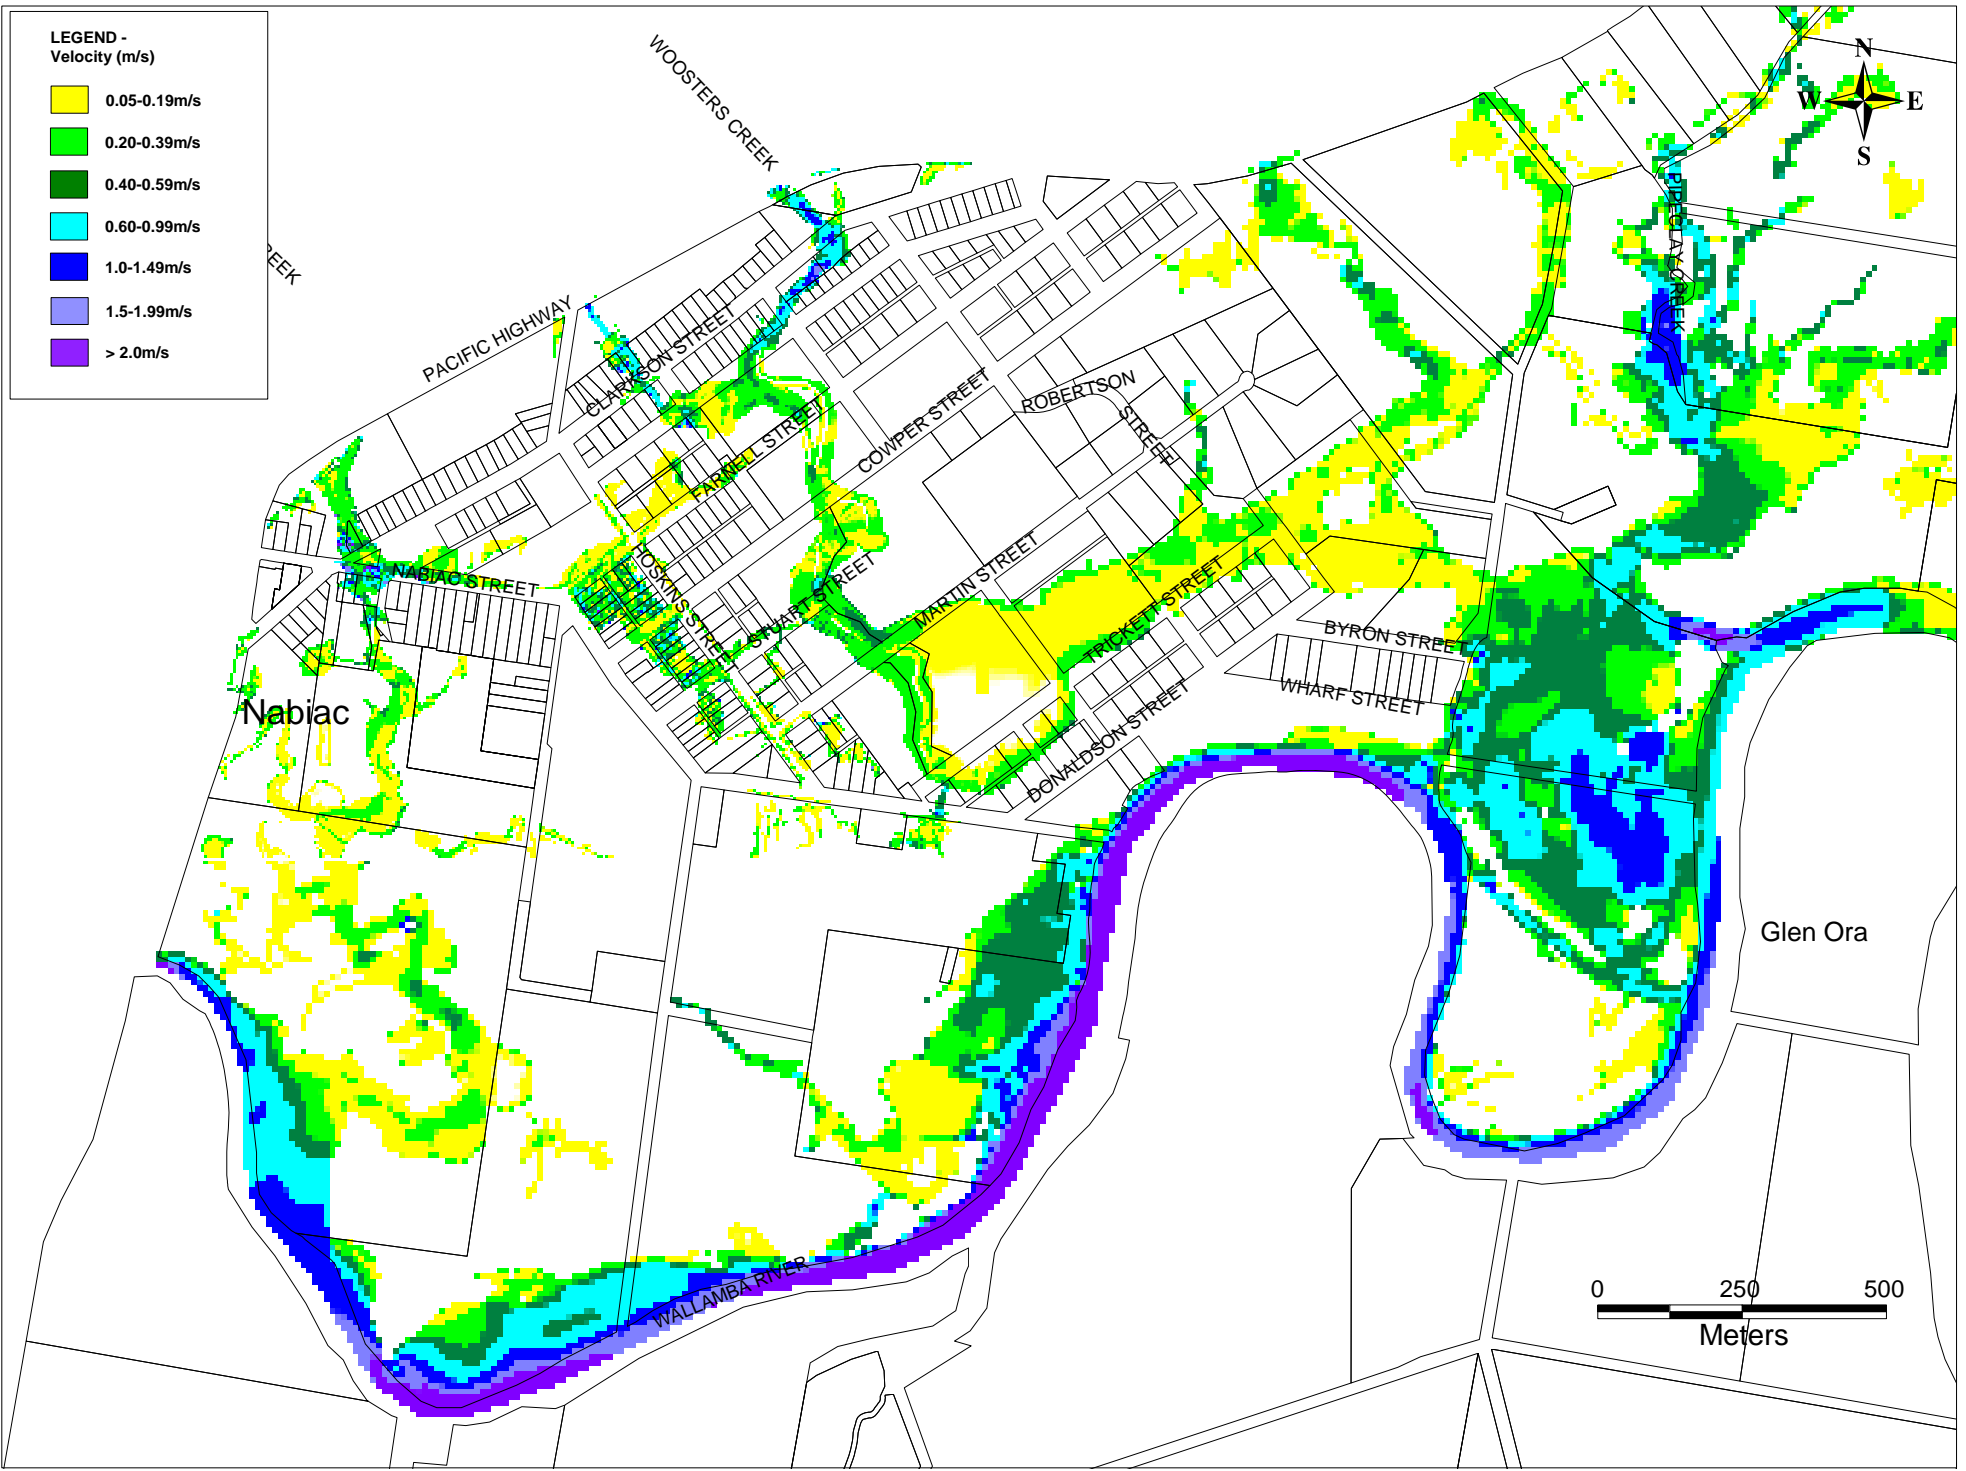 LEGEND -
Velocity (m/s)
0.05-0.19m/s
0.20-0.39m/s
0.40-0.59m/s
0.60-0.99m/s
1.0-1.49m/s
1.5-1.99m/s
> 2.0m/s
WOOSTERS CREEK
N
W E
S
EEK
PACIFIC HIGHWAY
PIPECLAY CREEK
CLARKSON STREET
FARNELL STREET
COWPER STREET
ROBERTSON
STREET
NABIAC STREET
HOSKINS STREET
STUART STREET
MARTIN STREET
TRICKETT STREET
BYRON STREET
WHARF STREET
DONALDSON STREET
Nabiac
Glen Ora
WALLAMBA RIVER
0 250 500
Meters